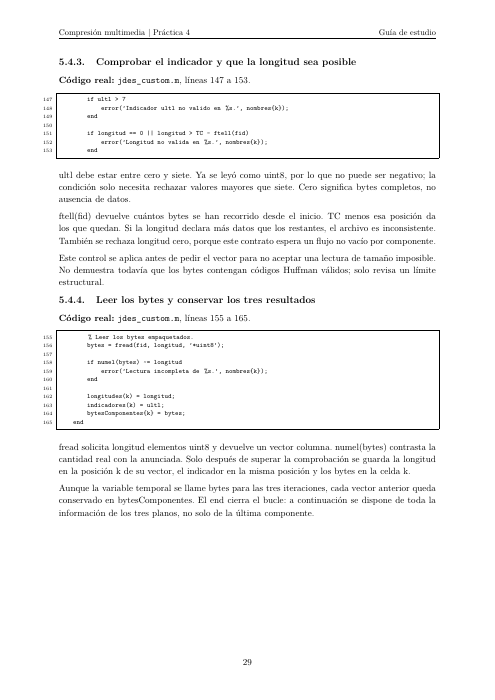 Compresión multimedia | Práctica 4 Guía de estudio
5.4.3. Comprobar el indicador y que la longitud sea posible
Código real: jdes_custom.m, líneas 147 a 153.
147 if ultl > 7
148 error('Indicador ultl no valido en %s.', nombres{k});
149 end
150
151 if longitud == 0 || longitud > TC - ftell(fid)
152 error('Longitud no valida en %s.', nombres{k});
153 end
ultl debe estar entre cero y siete. Ya se leyó como uint8, por lo que no puede ser negativo; la
condición solo necesita rechazar valores mayores que siete. Cero significa bytes completos, no
ausencia de datos.
ftell(fid) devuelve cuántos bytes se han recorrido desde el inicio. TC menos esa posición da
los que quedan. Si la longitud declara más datos que los restantes, el archivo es inconsistente.
También se rechaza longitud cero, porque este contrato espera un flujo no vacío por componente.
Este control se aplica antes de pedir el vector para no aceptar una lectura de tamaño imposible.
No demuestra todavía que los bytes contengan códigos Huffman válidos; solo revisa un límite
estructural.
5.4.4. Leer los bytes y conservar los tres resultados
Código real: jdes_custom.m, líneas 155 a 165.
155 % Leer los bytes empaquetados.
156 bytes = fread(fid, longitud, '*uint8');
157
158 if numel(bytes) ~= longitud
159 error('Lectura incompleta de %s.', nombres{k});
160 end
161
162 longitudes(k) = longitud;
163 indicadores(k) = ultl;
164 bytesComponentes{k} = bytes;
165 end
fread solicita longitud elementos uint8 y devuelve un vector columna. numel(bytes) contrasta la
cantidad real con la anunciada. Solo después de superar la comprobación se guarda la longitud
en la posición k de su vector, el indicador en la misma posición y los bytes en la celda k.
Aunque la variable temporal se llame bytes para las tres iteraciones, cada vector anterior queda
conservado en bytesComponentes. El end cierra el bucle: a continuación se dispone de toda la
información de los tres planos, no solo de la última componente.
29